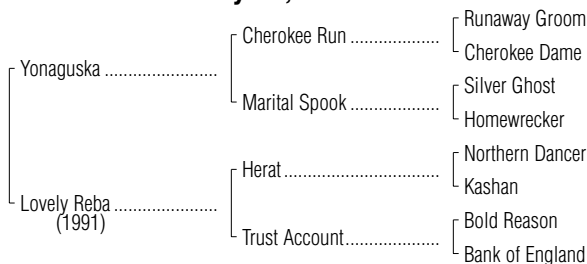 Runaway Groom
Cherokee Run ...................
Cherokee Dame
Yonaguska .......................
Silver Ghost
Marital Spook ...................
Homewrecker
Northern Dancer
Herat .................................
Kashan
Lovely Reba .....................
(1991)
Bold Reason
Trust Account....................
Bank of England